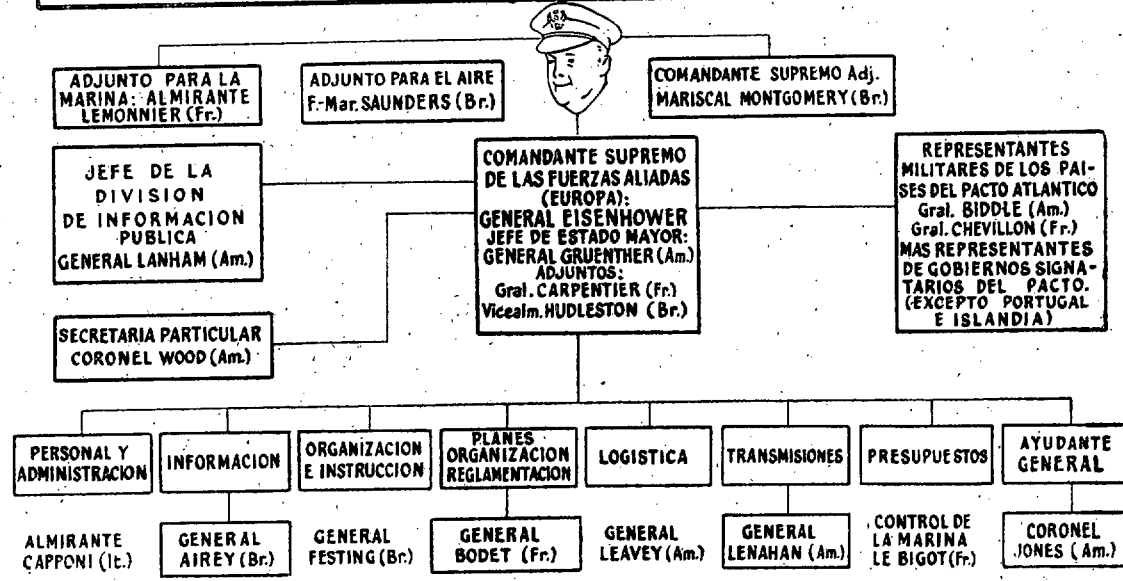 ADJUNTO PARA LA
MARINA: ALMIRANTE
LEMONNIER (Fr.)
ADJUNTO PARA EL AIRE
F.-Mar. SAUNDERS (Br.)
COMANDANTE SUPREMO Adj.
MARISCAL MONTGOMERY (Br.)
JEFE DE LA
DIVISION
DE INFORMACION
PUBLICA
GENERAL LANHAM (Am.)
COMANDANTE SUPREMO
DE LAS FUERZAS ALIADAS
(EUROPA):
GENERAL EISENHOWER
JEFE DE ESTADO MAYOR:
GENERAL GRUENTHER (Am.)
ADJUNTOS:
Gral. CARPENTIER (Fr.)
Vicealm. HUDLESTON (Br.)
REPRESENTANTES
MILITARES DE LOS PAI-
SES DEL PACTO ATLANTICO
Gral. BIDDLE (Am.)
Gral. CHEVILLON (Fr.)
MAS REPRESENTANTES
DE GOBIERNOS SIGNA-
TARIOS DEL PACTO.
(EXCEPTO PORTUGAL
E ISLANDIA)
SECRETARIA PARTICULAR
CORONEL WOOD (Am.)
PERSONAL Y
ADMINISTRACION
INFORMACION
ORGANIZACION
E INSTRUCCION
PLANES
ORGANIZACION
REGLAMENTACION
LOGISTICA
TRANSMISIONES
PRESUPUESTOS
AYUDANTE
GENERAL
ALMIRANTE
CAPPONI (It.)
GENERAL
AIREY (Br.)
GENERAL
FESTING (Br.)
GENERAL
BODET (Fr.)
GENERAL
LEAVEY (Am.)
GENERAL
LENAHAN (Am.)
CONTROL DE
LA MARINA
LE BIGOT (Fr.)
CORONEL
JONES (Am.)